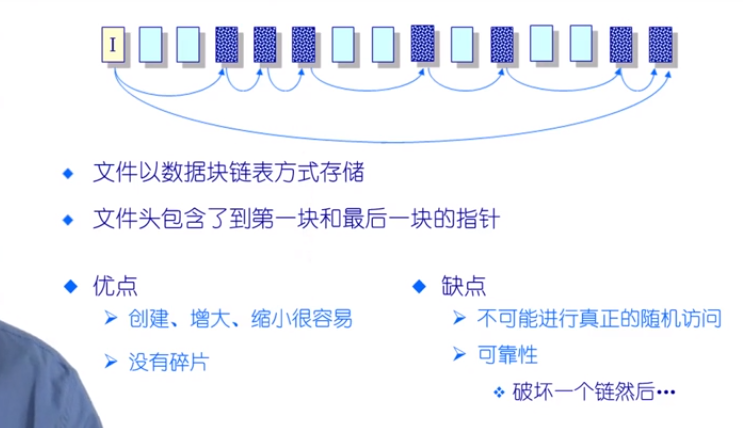 I
文件以数据块链表方式存储
文件头包含了到第一块和最后一块的指针
优点
创建、增大、缩小很容易
没有碎片
缺点
不可能进行真正的随机访问
可靠性
破坏一个链然后…